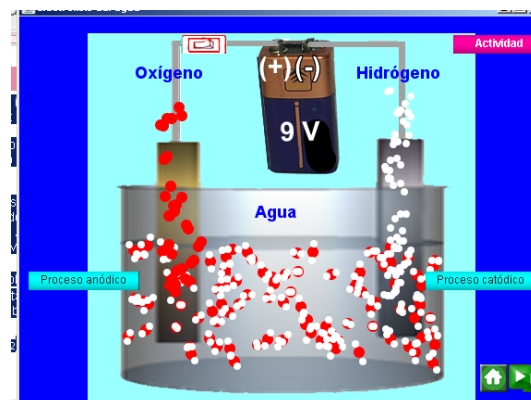 Actividad
Oxígeno
(+) (-)
Hidrógeno
9 V
Agua
Proceso anódico
Proceso catódico